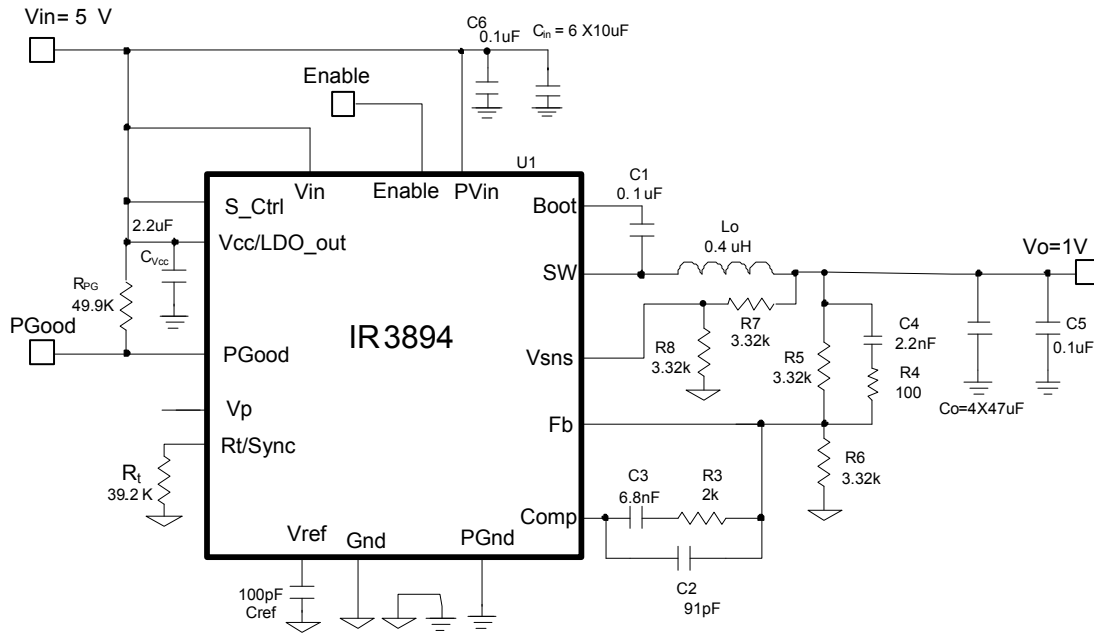 Vin= 5 V
C6
0.1uF
Cin = 6 X10uF
Enable
U1
Vin
Enable
PVin
S_Ctrl
Boot
C1
0.1uF
2.2uF
Vcc/LDO_out
CVcc
Lo
0.4 uH
Vo=1V
SW
RPG
49.9K
PGood
IR3894
R7
3.32k
C4
2.2nF
C5
0.1uF
PGood
Vsns
R8
3.32k
R5
3.32k
R4
100
Co=4X47uF
Vp
Fb
Rt/Sync
Rt
39.2 K
R6
3.32k
C3
6.8nF
R3
2k
Comp
Vref
Gnd
PGnd
C2
91pF
100pF
Cref